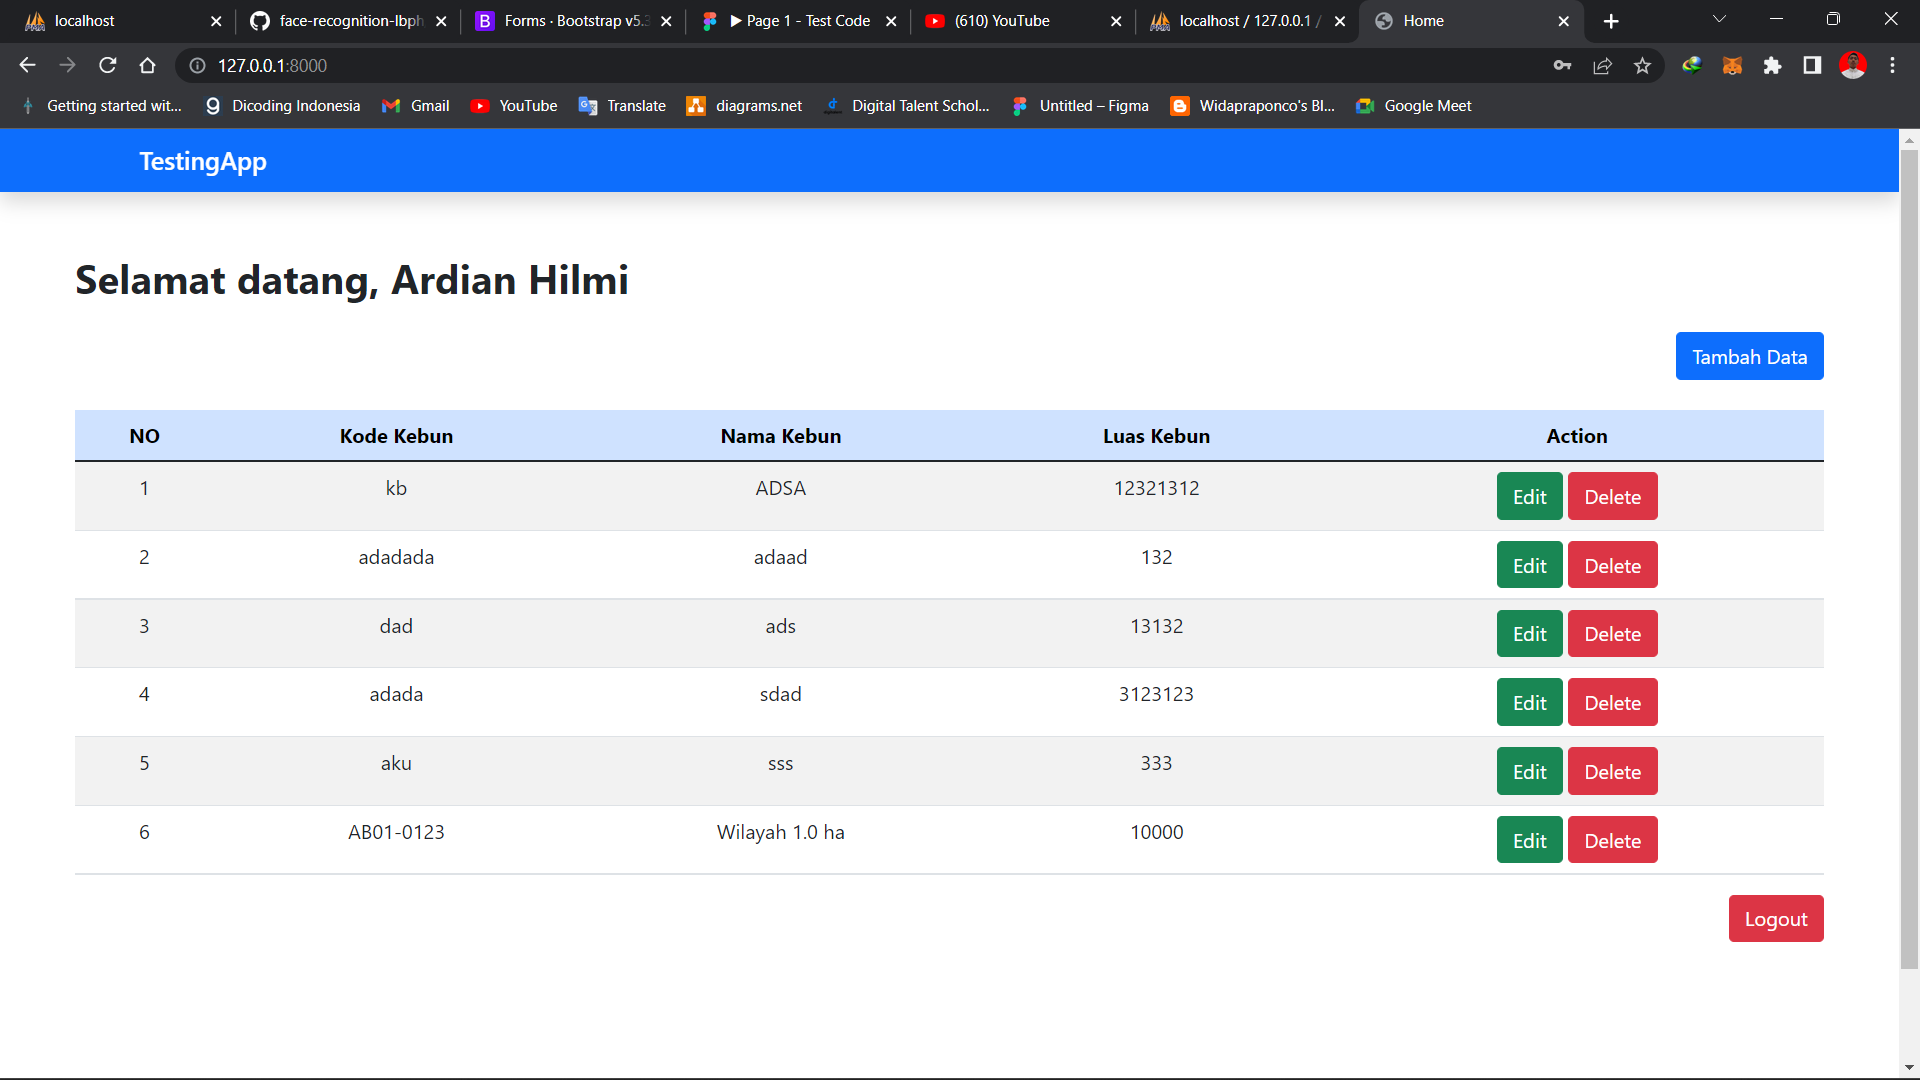 localhost
face-recognition-lbph
Forms · Bootstrap v5.3
▶ Page 1 - Test Code
(610) YouTube
localhost / 127.0.0.1 /
Home
127.0.0.1:8000
Getting started wit...
Dicoding Indonesia
Gmail
YouTube
Translate
diagrams.net
Digital Talent Schol...
Untitled – Figma
Widapraponco's Bl...
Google Meet
TestingApp
Selamat datang, Ardian Hilmi
Tambah Data
NO Kode Kebun Nama Kebun Luas Kebun Action
1 kb ADSA 12321312 Edit Delete
2 adadada adaad 132 Edit Delete
3 dad ads 13132 Edit Delete
4 adada sdad 3123123 Edit Delete
5 aku sss 333 Edit Delete
6 AB01-0123 Wilayah 1.0 ha 10000 Edit Delete
Logout